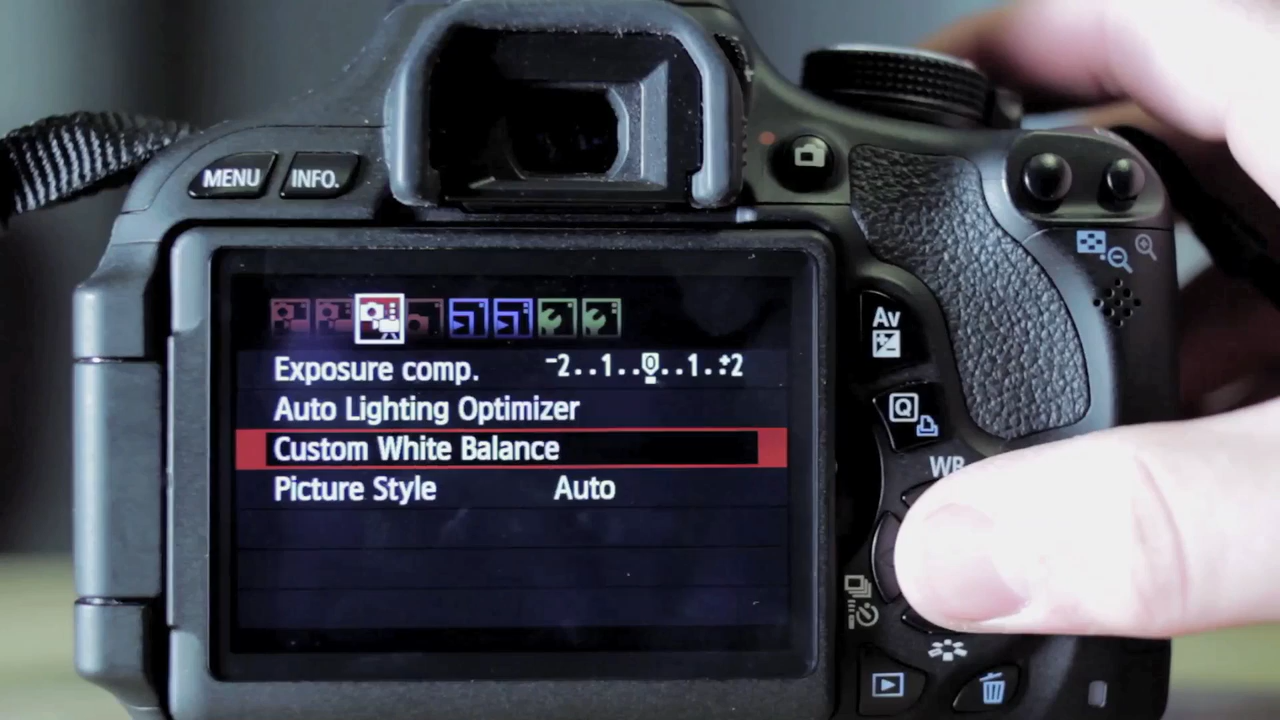 MENU INFO.
Exposure comp. -2..1..0..1..+2
Auto Lighting Optimizer
Custom White Balance
Picture Style Auto
Av
Q
WB